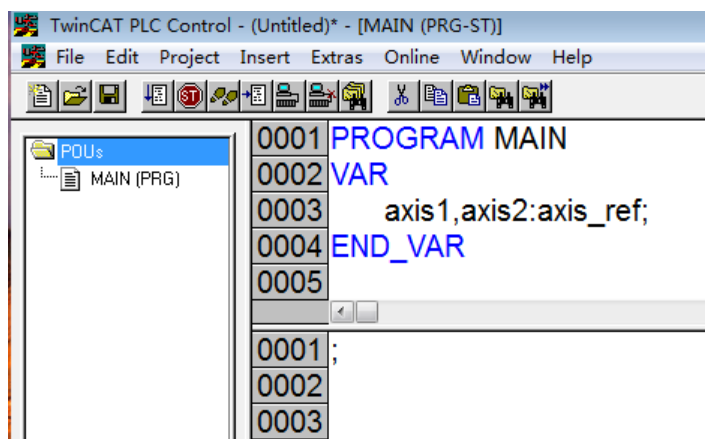 TwinCAT PLC Control - (Untitled)* - [MAIN (PRG-ST)]
File Edit Project Insert Extras Online Window Help
POUs
MAIN (PRG)
0001 PROGRAM MAIN
0002 VAR
0003 axis1,axis2:axis_ref;
0004 END_VAR
0005
0001 ;
0002
0003